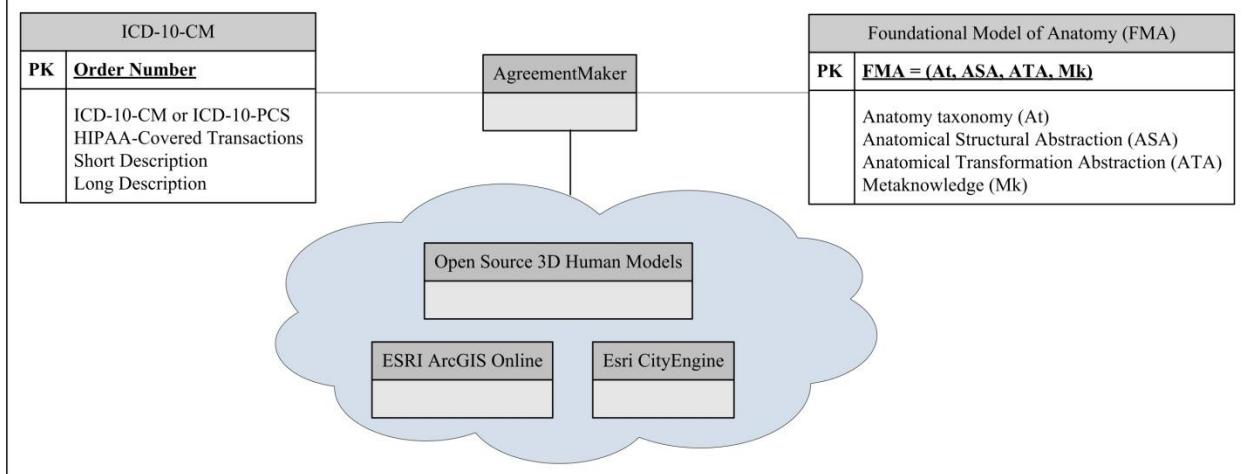 ICD-10-CM
PK Order Number
ICD-10-CM or ICD-10-PCS
HIPAA-Covered Transactions
Short Description
Long Description
AgreementMaker
Foundational Model of Anatomy (FMA)
PK FMA = (At, ASA, ATA, Mk)
Anatomy taxonomy (At)
Anatomical Structural Abstraction (ASA)
Anatomical Transformation Abstraction (ATA)
Metaknowledge (Mk)
Open Source 3D Human Models
ESRI ArcGIS Online
Esri CityEngine